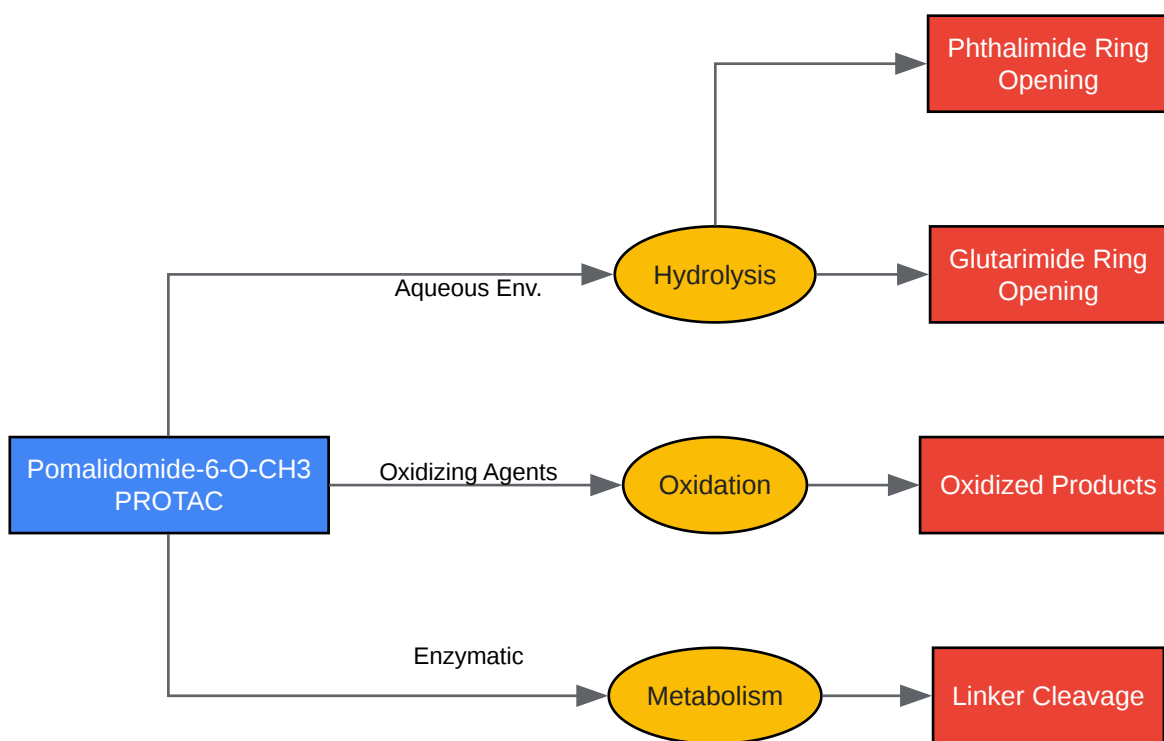 Phthalimide Ring
Opening
Aqueous Env.
Hydrolysis
Glutarimide Ring
Opening
Pomalidomide-6-O-CH3
PROTAC
Oxidizing Agents
Oxidation
Oxidized Products
Enzymatic
Metabolism
Linker Cleavage